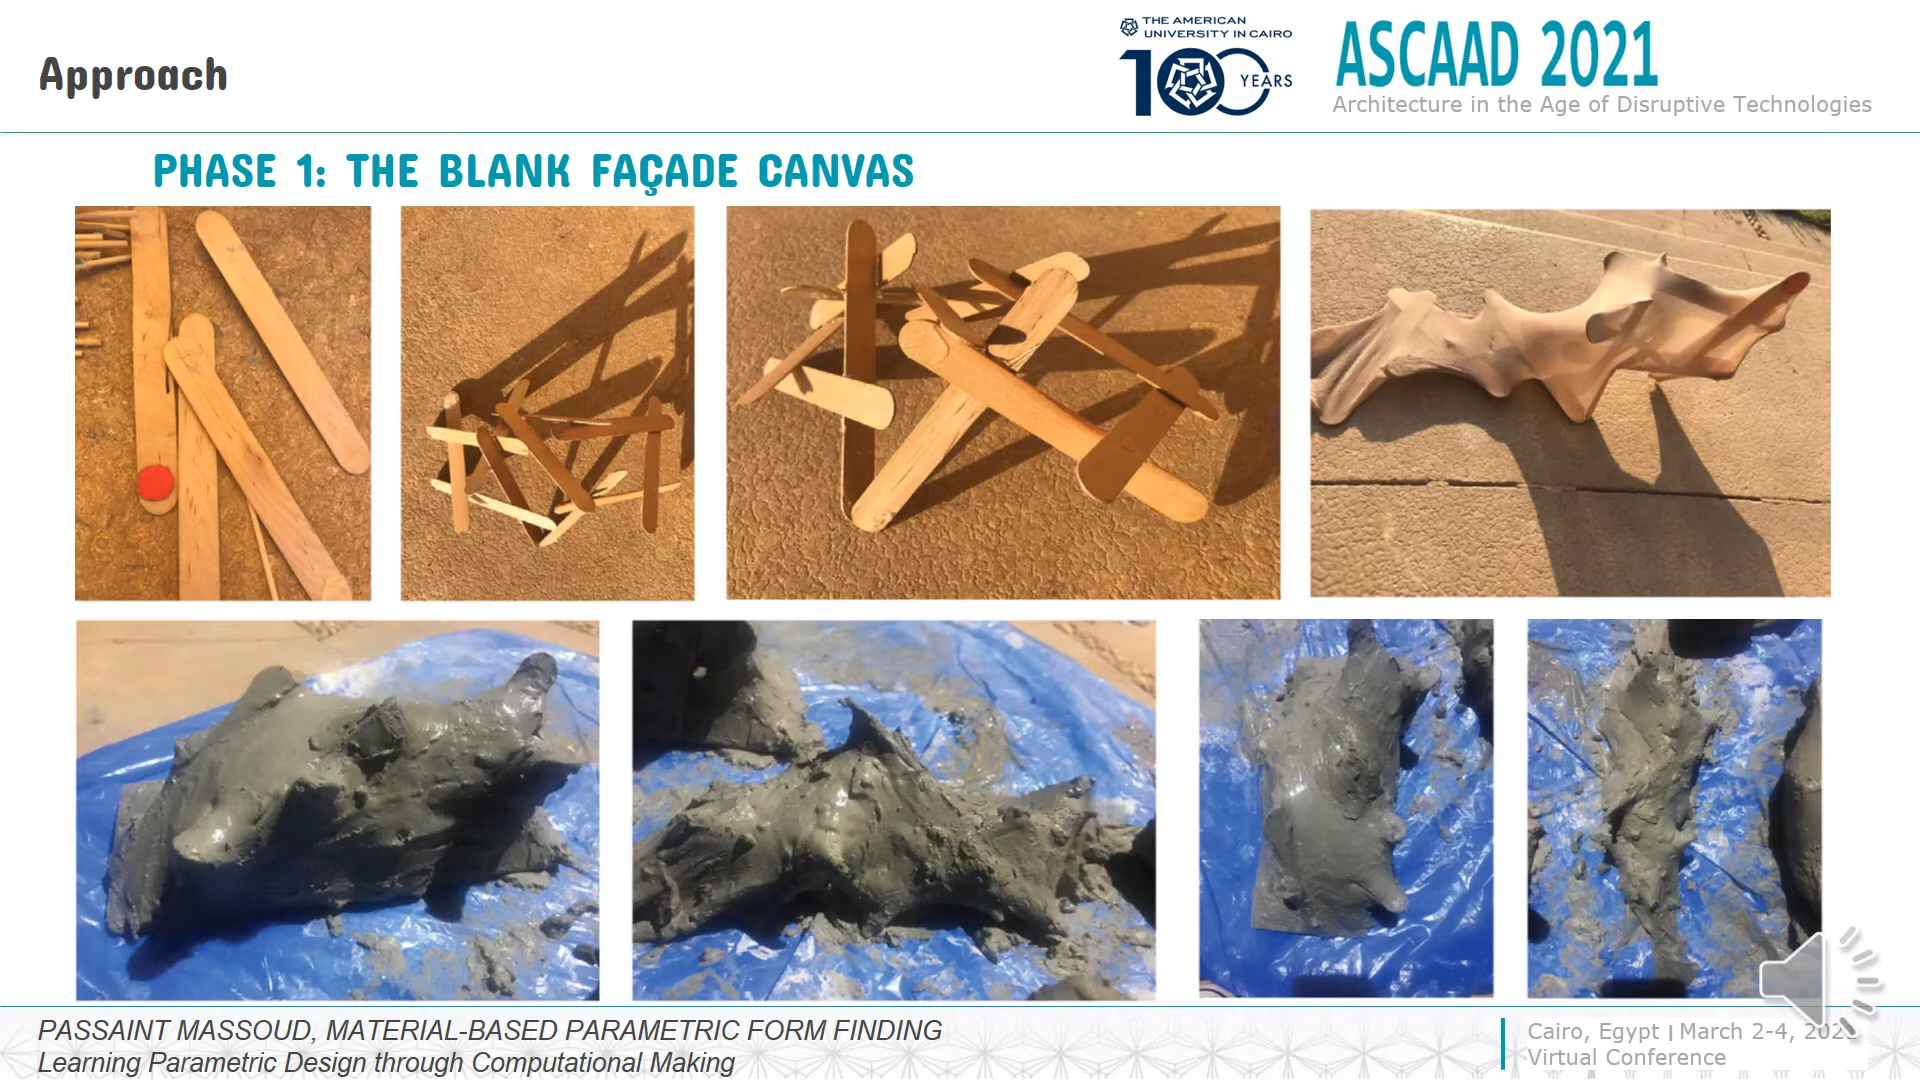 Approach
THE AMERICAN
UNIVERSITY IN CAIRO
100 YEARS
ASCAAD 2021
Architecture in the Age of Disruptive Technologies
PHASE 1: THE BLANK FAÇADE CANVAS
PASSAINT MASSOUD, MATERIAL-BASED PARAMETRIC FORM FINDING
Learning Parametric Design through Computational Making
Cairo, Egypt | March 2-4, 2021
Virtual Conference